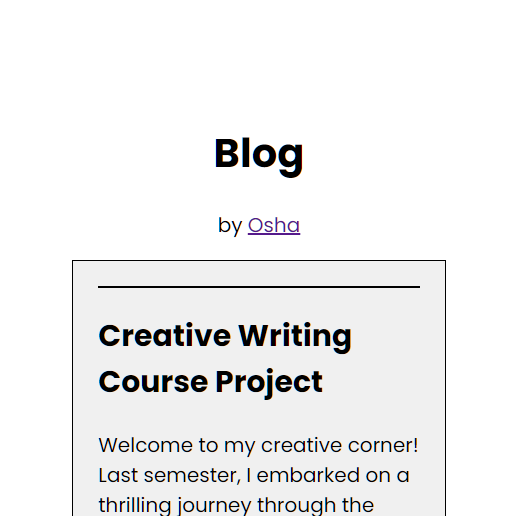 Blog
by Osha
Creative Writing
Course Project
Welcome to my creative corner!
Last semester, I embarked on a
thrilling journey through the